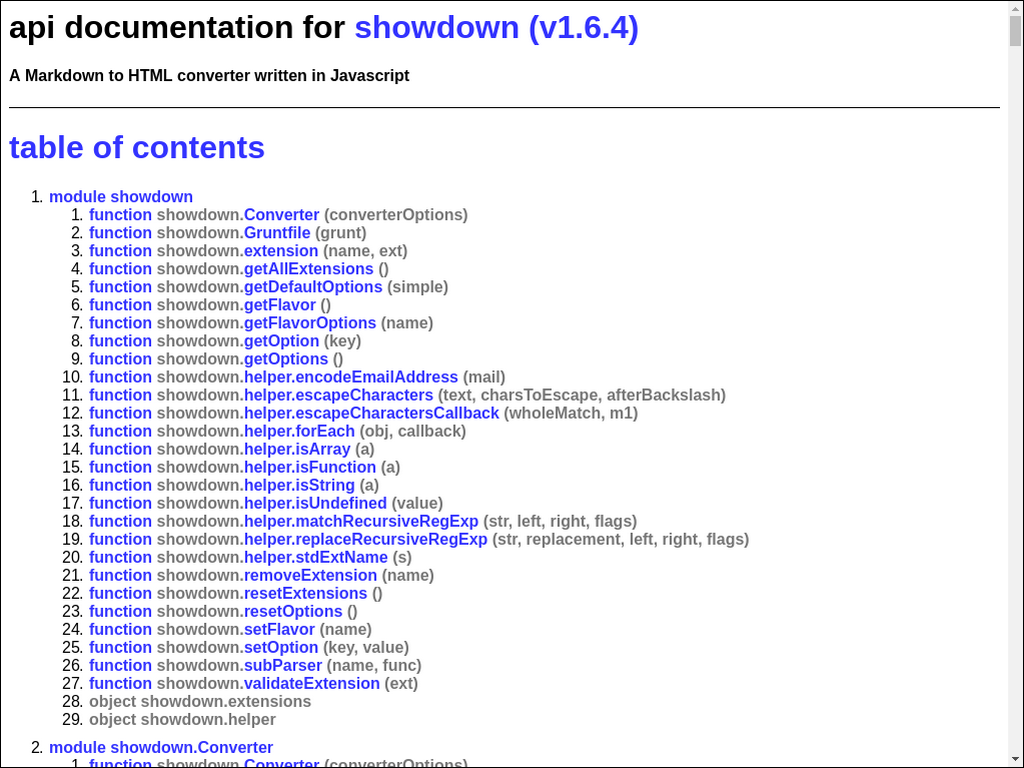 api documentation for showdown (v1.6.4)
A Markdown to HTML converter written in Javascript
table of contents
1. module showdown
1. function showdown.Converter (converterOptions)
2. function showdown.Gruntfile (grunt)
3. function showdown.extension (name, ext)
4. function showdown.getAllExtensions ()
5. function showdown.getDefaultOptions (simple)
6. function showdown.getFlavor ()
7. function showdown.getFlavorOptions (name)
8. function showdown.getOption (key)
9. function showdown.getOptions ()
10. function showdown.helper.encodeEmailAddress (mail)
11. function showdown.helper.escapeCharacters (text, charsToEscape, afterBackslash)
12. function showdown.helper.escapeCharactersCallback (wholeMatch, m1)
13. function showdown.helper.forEach (obj, callback)
14. function showdown.helper.isArray (a)
15. function showdown.helper.isFunction (a)
16. function showdown.helper.isString (a)
17. function showdown.helper.isUndefined (value)
18. function showdown.helper.matchRecursiveRegExp (str, left, right, flags)
19. function showdown.helper.replaceRecursiveRegExp (str, replacement, left, right, flags)
20. function showdown.helper.stdExtName (s)
21. function showdown.removeExtension (name)
22. function showdown.resetExtensions ()
23. function showdown.resetOptions ()
24. function showdown.setFlavor (name)
25. function showdown.setOption (key, value)
26. function showdown.subParser (name, func)
27. function showdown.validateExtension (ext)
28. object showdown.extensions
29. object showdown.helper
2. module showdown.Converter
1. function showdown.Converter (converterOptions)